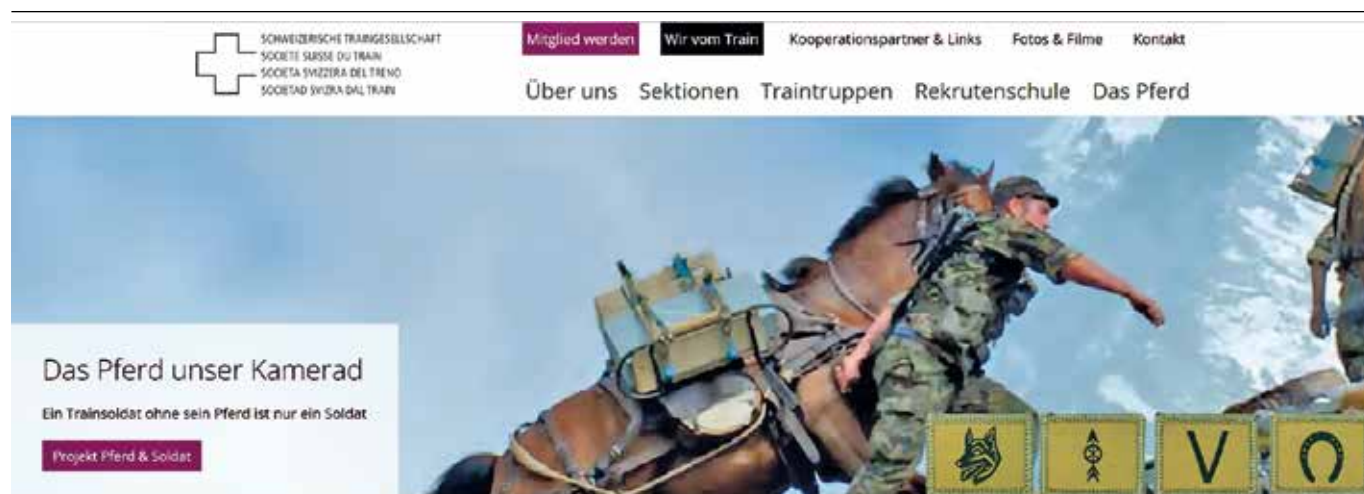 SCHWEIZERISCHE TRAINGESELLSCHAFT
SOCIETE SUISSE DU TRAIN
SOCIETA SVIZZERA DEL TRENO
SOCIETAD SVIZRA DAL TRAIN
Mitglied werden Wir vom Train Kooperationspartner & Links Fotos & Filme Kontakt
Über uns Sektionen Traintruppen Rekrutenschule Das Pferd
Das Pferd unser Kamerad
Ein Trainsoldat ohne sein Pferd ist nur ein Soldat
Projekt Pferd & Soldat
V